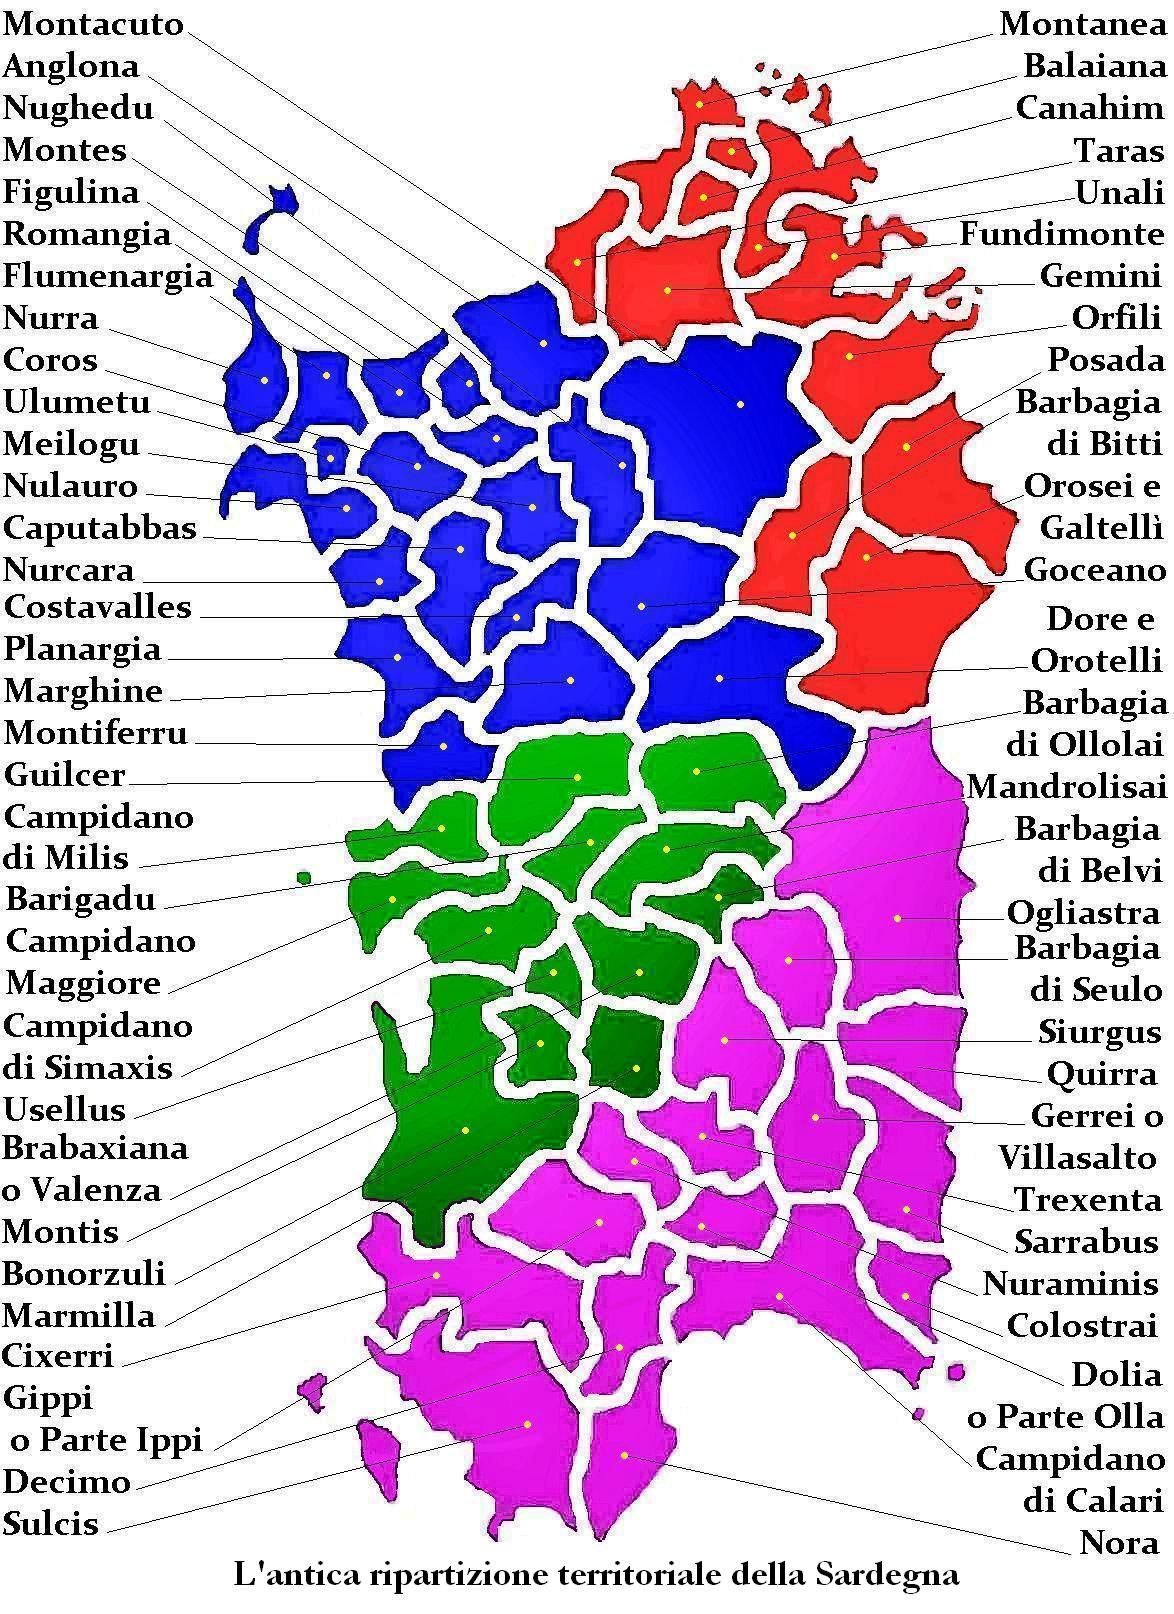 Montacuto
Anglona
Nughedu
Montes
Figulina
Romangia
Flumenargia
Nurra
Coros
Ulumetu
Meilogu
Nulauro
Caputabbas
Nurcara
Costavalles
Planargia
Marghine
Montiferru
Guilcer
Campidano
di Milis
Barigadu
Campidano
Maggiore
Campidano
di Simaxis
Usellus
Brabaxiana
o Valenza
Montis
Bonorzuli
Marmilla
Cixerri
Gippi
o Parte Ippi
Decimo
Sulcis
Montanea
Balaiana
Canahim
Taras
Unali
Fundimonte
Gemini
Orfili
Posada
Barbagia
di Bitti
Orosei e
Galtellì
Goceano
Dore e
Orotelli
Barbagia
di Ollolai
Mandrolisai
Barbagia
di Belvi
Ogliastra
Barbagia
di Seulo
Siurgus
Quirra
Gerrei o
Villasalto
Trexenta
Sarrabus
Nuraminis
Colostrai
Dolia
o Parte Olla
Campidano
di Calari
Nora
L'antica ripartizione territoriale della Sardegna